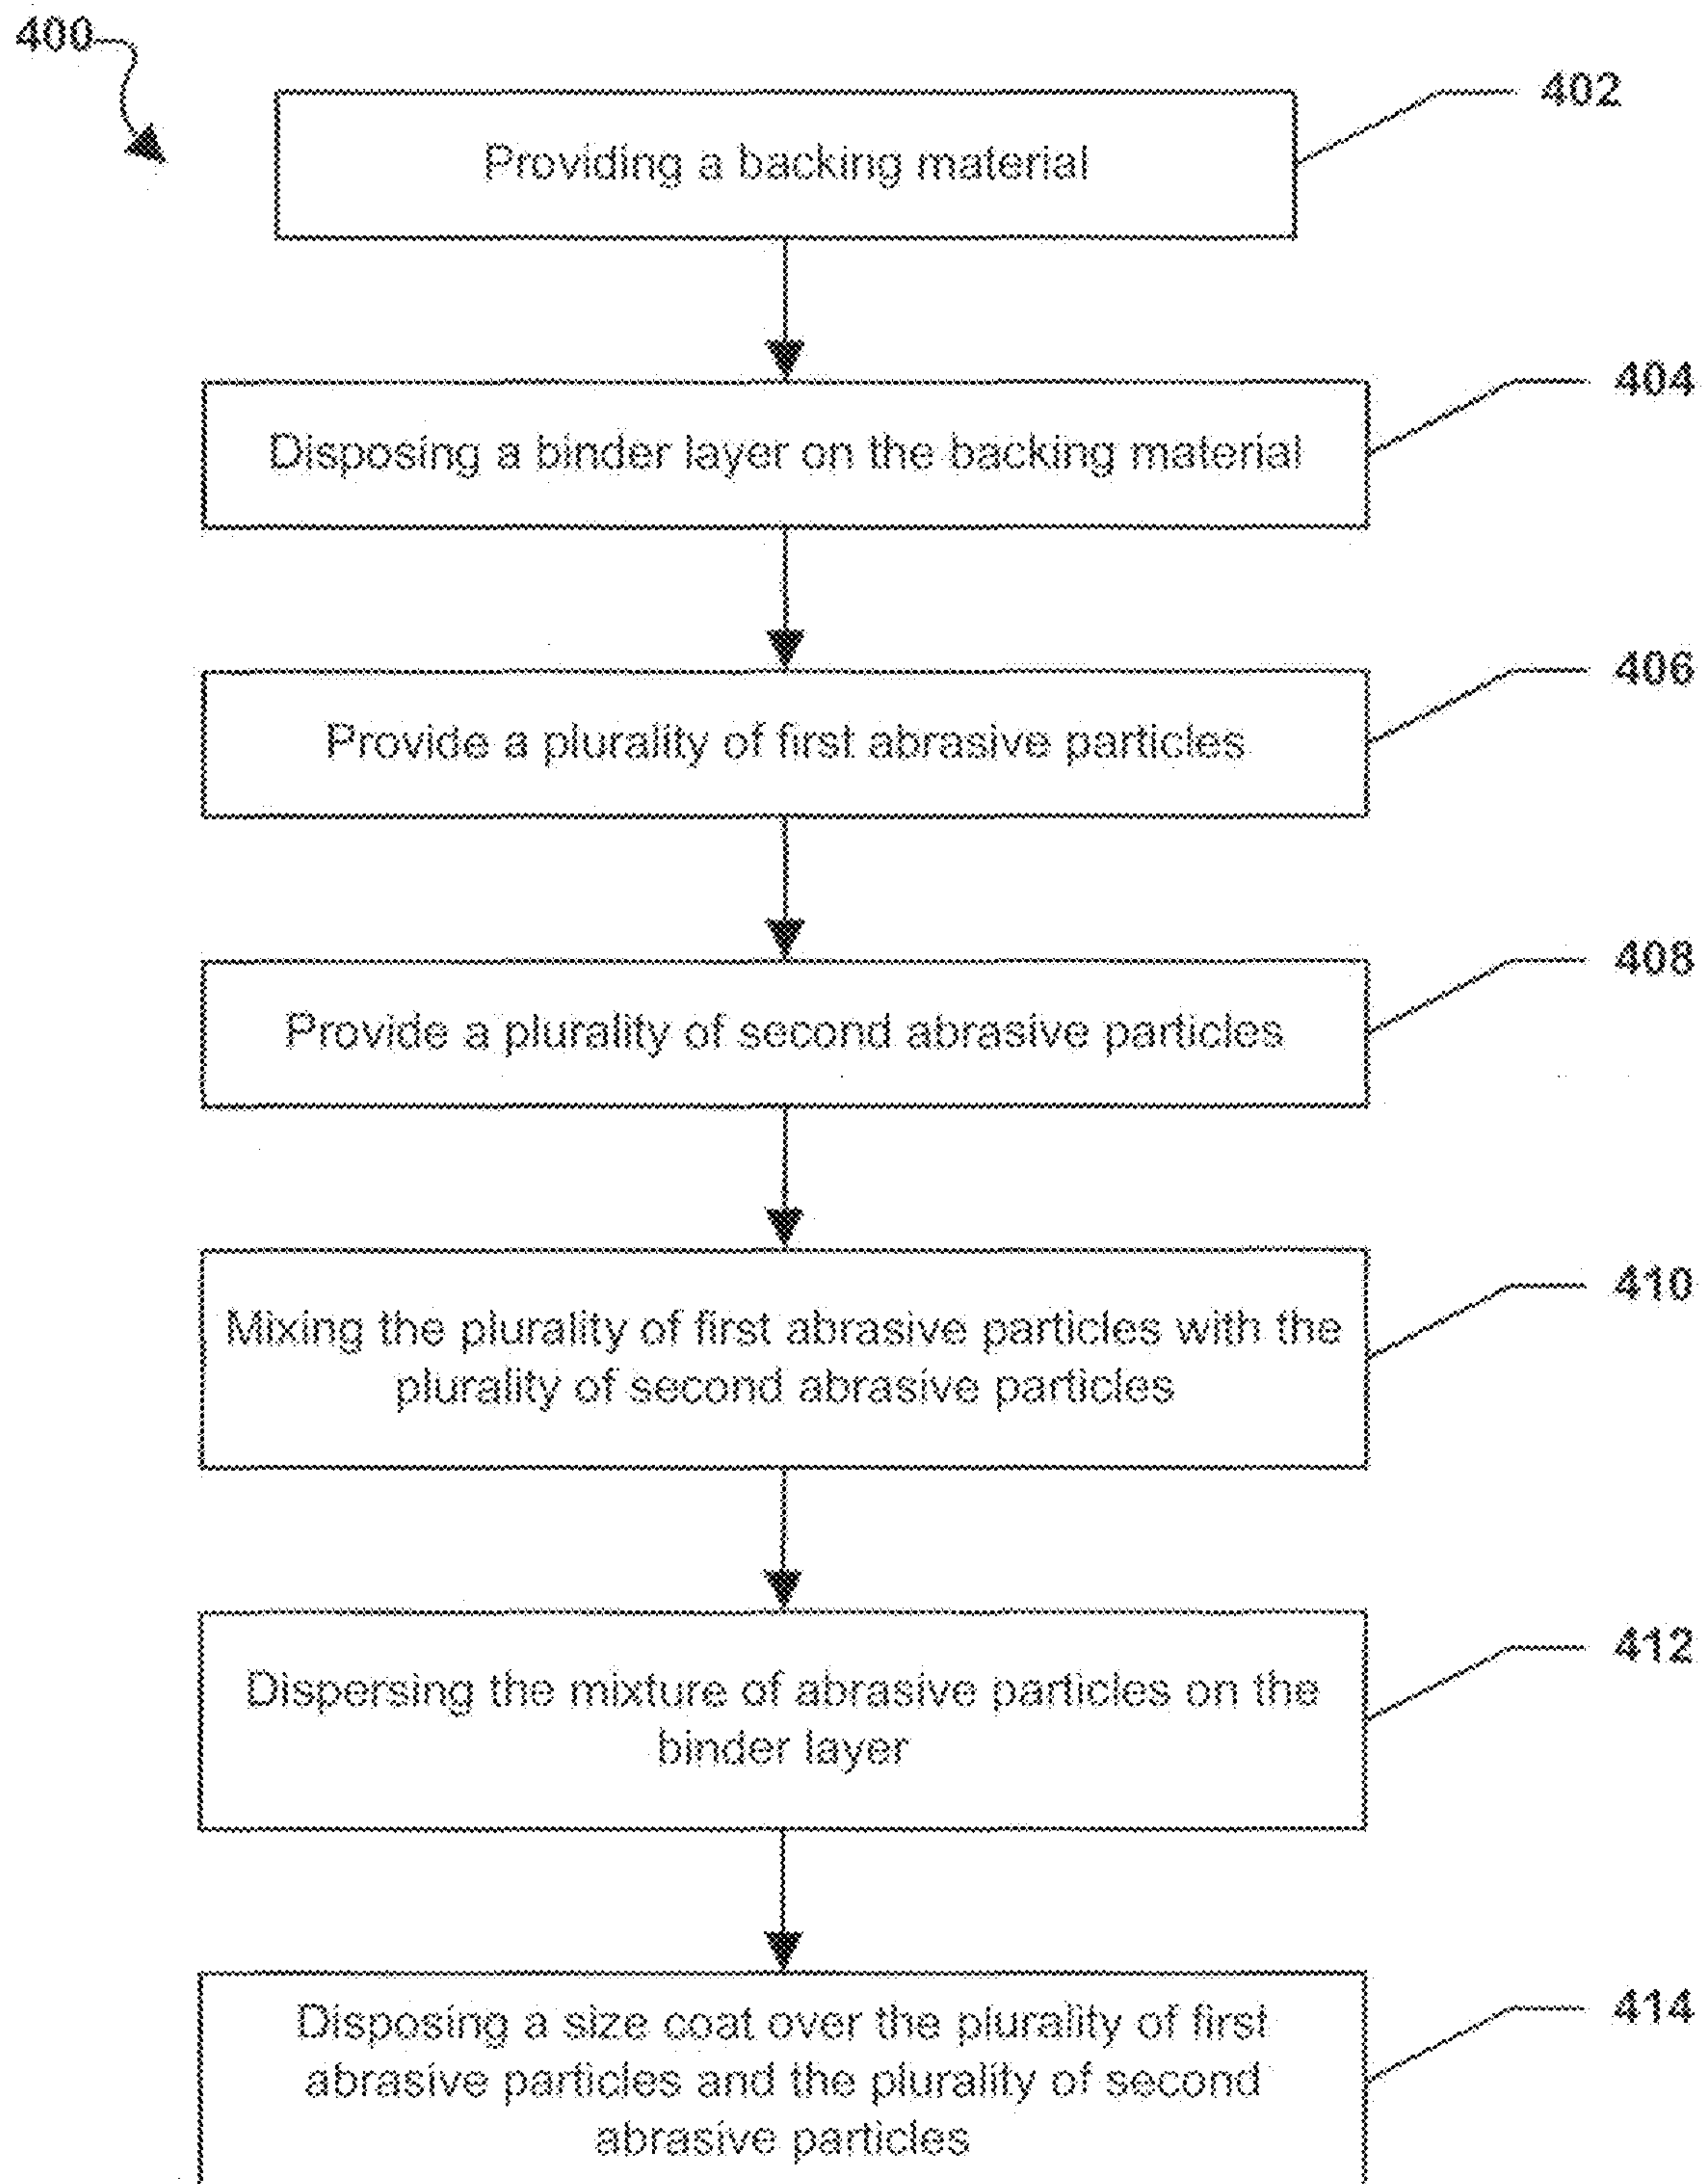 400
402
Providing a backing material
404
Disposing a binder layer on the backing material
406
Provide a plurality of first abrasive particles
408
Provide a plurality of second abrasive particles
410
Mixing the plurality of first abrasive particles with the
plurality of second abrasive particles
412
Dispersing the mixture of abrasive particles on the
binder layer
414
Disposing a size coat over the plurality of first
abrasive particles and the plurality of second
abrasive particles